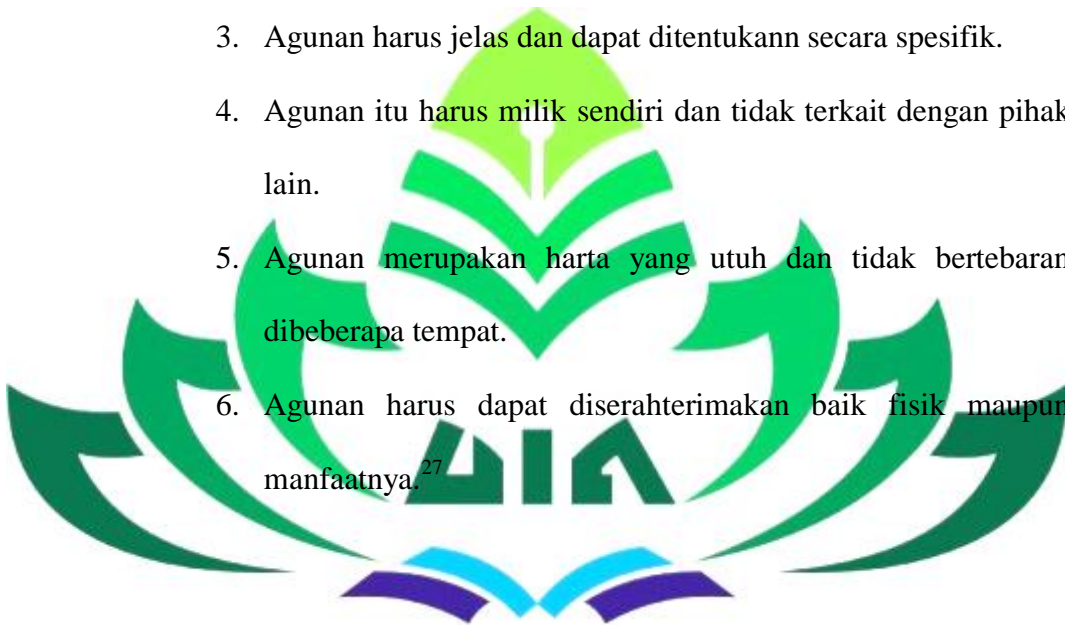 3. Agunan harus jelas dan dapat ditentukann secara spesifik.
4. Agunan itu harus milik sendiri dan tidak terkait dengan pihak
lain.
5. Agunan merupakan harta yang utuh dan tidak bertebaran
dibeberapa tempat.
6. Agunan harus dapat diserahterimakan baik fisik maupun
manfaatnya.27
UIN